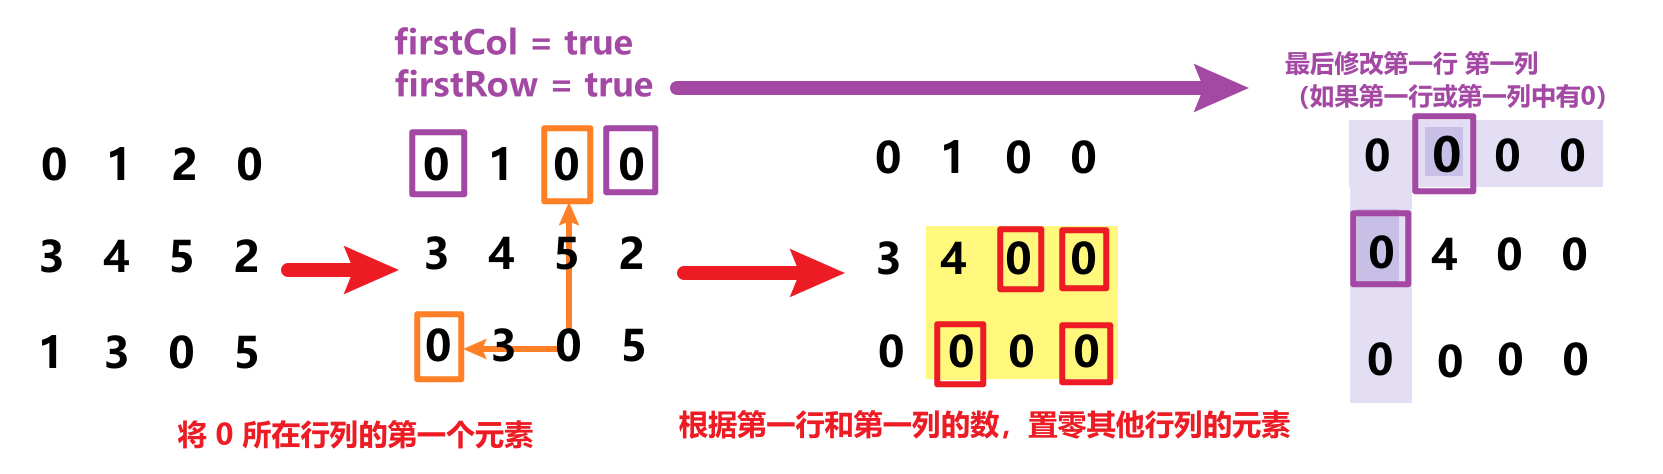 firstCol = true
firstRow = true
最后修改第一行 第一列
（如果第一行或第一列中有0）
0 1 2 0
3 4 5 2
1 3 0 5
0 1 0 0
3 4 5 2
0 3 0 5
0 1 0 0
3 4 0 0
0 0 0 0
0 0 0 0
0 4 0 0
0 0 0 0
将 0 所在行列的第一个元素
根据第一行和第一列的数，置零其他行列的元素